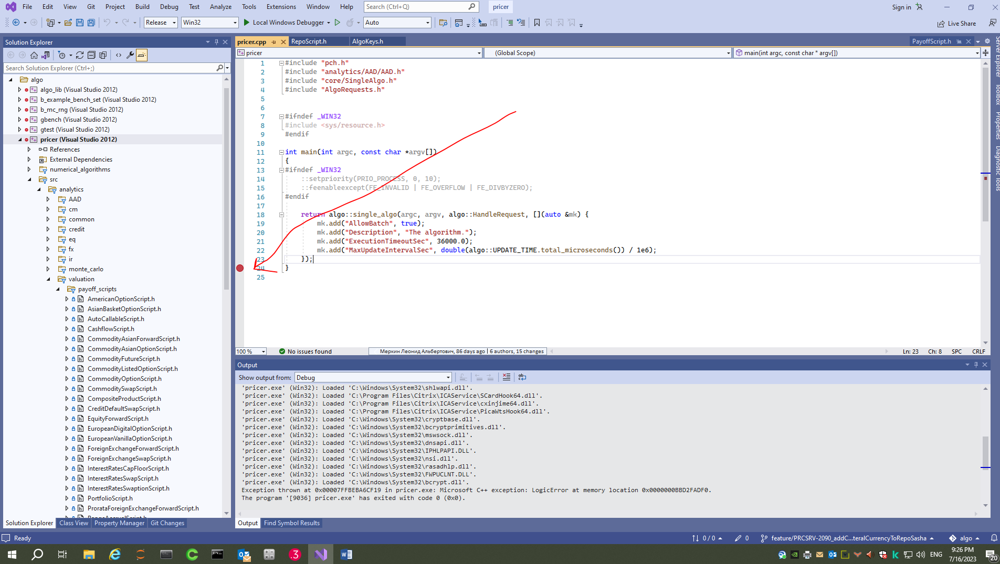 File Edit View Git Project Build Debug Test Analyze Tools Extensions Window Help Search (Ctrl+Q) pricer Sign in
Release Win32 Local Windows Debugger Auto Live Share
Solution Explorer
Search Solution Explorer (Ctrl+;)
algo
algo_lib (Visual Studio 2012)
b_example_bench_set (Visual Studio 2012)
b_mc_rng (Visual Studio 2012)
gbench (Visual Studio 2012)
gtest (Visual Studio 2012)
pricer (Visual Studio 2012)
References
External Dependencies
numerical_algorithms
src
analytics
AAD
cm
common
credit
eq
fx
ir
monte_carlo
valuation
payoff_scripts
AmericanOptionScript.h
AsianBasketOptionScript.h
AutoCallableScript.h
CashflowScript.h
CommodityAsianForwardScript.h
CommodityAsianOptionScript.h
CommodityFutureScript.h
CommodityListedOptionScript.h
CommodityOptionScript.h
CommoditySwapScript.h
CompositeProductScript.h
CreditDefaultSwapScript.h
EquityForwardScript.h
EuropeanDigitalOptionScript.h
EuropeanVanillaOptionScript.h
ForeignExchangeForwardScript.h
ForeignExchangeSwapScript.h
InterestRatesCapFloorScript.h
InterestRatesSwapScript.h
InterestRatesSwaptionScript.h
PortfolioScript.h
ProrataForeignExchangeForwardScript.h
Solution Explorer Class View Property Manager Git Changes
pricer.cpp RepoScript.h AlgoKeys.h PayoffScript.h
pricer (Global Scope) main(int argc, const char * argv[])
1 #include "pch.h"
2 #include "analytics/AAD/AAD.h"
3 #include "core/SingleAlgo.h"
4 #include "AlgoRequests.h"
5
6
7 #ifndef _WIN32
8 #include <sys/resource.h>
9 #endif
10
11 int main(int argc, const char *argv[])
12 {
13 #ifndef _WIN32
14 ::setpriority(PRIO_PROCESS, 0, 10);
15 ::feenableexcept(FE_INVALID | FE_OVERFLOW | FE_DIVBYZERO);
16 #endif
17
18 return algo::single_algo(argc, argv, algo::HandleRequest, [](auto &mk) {
19 mk.add("AllowBatch", true);
20 mk.add("Description", "The algorithm.");
21 mk.add("ExecutionTimeoutSec", 36000.0);
22 mk.add("MaxUpdateIntervalSec", double(algo::UPDATE_TIME.total_microseconds()) / 1e6);
23 });
24 }
25
100 % No issues found Меркин Леонид Альбертович, 86 days ago | 6 authors, 15 changes Ln: 23 Ch: 8 SPC CRLF
Output
Show output from: Debug
'pricer.exe' (Win32): Loaded 'C:\Windows\System32\shlwapi.dll'.
'pricer.exe' (Win32): Loaded 'C:\Program Files\Citrix\ICAService\SCardHook64.dll'.
'pricer.exe' (Win32): Loaded 'C:\Program Files\Citrix\ICAService\cxinjime64.dll'.
'pricer.exe' (Win32): Loaded 'C:\Program Files\Citrix\ICAService\PicaWtsHook64.dll'.
'pricer.exe' (Win32): Loaded 'C:\Windows\System32\cryptbase.dll'.
'pricer.exe' (Win32): Loaded 'C:\Windows\System32\bcryptprimitives.dll'.
'pricer.exe' (Win32): Loaded 'C:\Windows\System32\mswsock.dll'.
'pricer.exe' (Win32): Loaded 'C:\Windows\System32\dnsapi.dll'.
'pricer.exe' (Win32): Loaded 'C:\Windows\System32\IPHLPAPI.DLL'.
'pricer.exe' (Win32): Loaded 'C:\Windows\System32\nsi.dll'.
'pricer.exe' (Win32): Loaded 'C:\Windows\System32\rasadhlp.dll'.
'pricer.exe' (Win32): Loaded 'C:\Windows\System32\FWPUCLNT.DLL'.
'pricer.exe' (Win32): Loaded 'C:\Windows\System32\bcrypt.dll'.
Exception thrown at 0x00007FFBEBA6CF19 in pricer.exe: Microsoft C++ exception: LogicError at memory location 0x0000000BBD2FADF0.
The program '[9036] pricer.exe' has exited with code 0 (0x0).
Output Find Symbol Results
Server Explorer
Toolbox
Properties
Diagnostic Tools
Ready 0 / 0 0 feature/PRCSRV-2090_addC...teralCurrencyToRepoSasha algo
.3 ENG 9:26 PM
7/16/2023 20